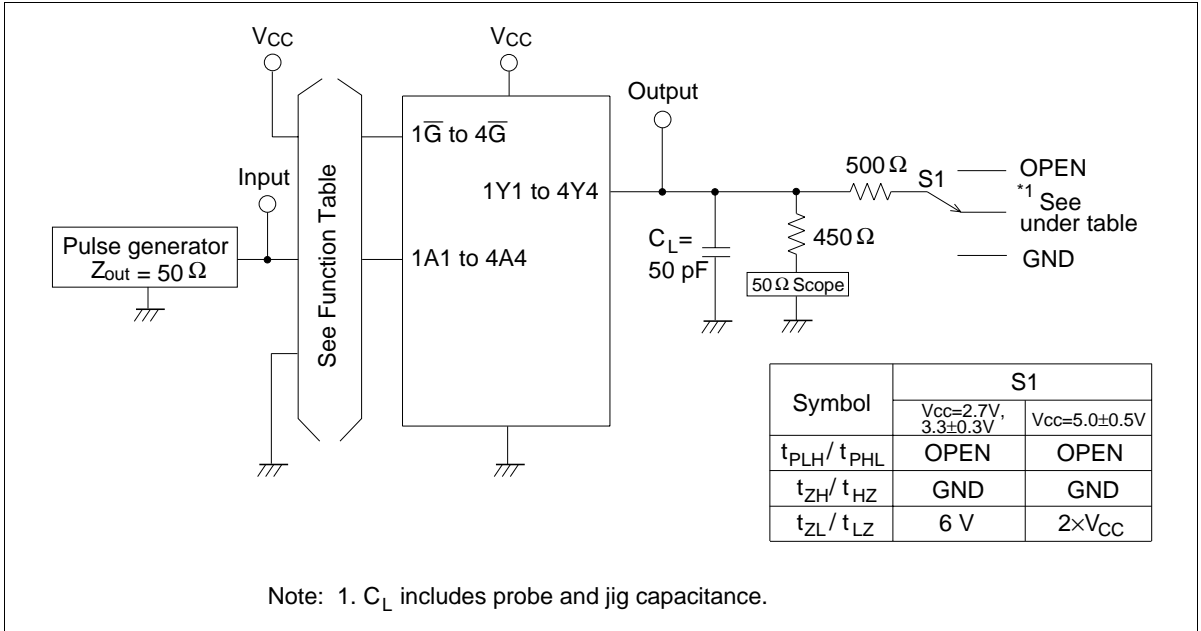 VCC
VCC
Output
Input
Pulse generator
Zout = 50 Ω
See Function Table
1G̅ to 4G̅
1Y1 to 4Y4
1A1 to 4A4
500 Ω
S1
OPEN
*1 See
under table
GND
CL=
50 pF
450 Ω
50 Ω Scope
Symbol
S1
Vcc=2.7V,
3.3±0.3V
Vcc=5.0±0.5V
tPLH / tPHL OPEN OPEN
tZH / tHZ GND GND
tZL / tLZ 6 V 2×VCC
Note: 1. CL includes probe and jig capacitance.